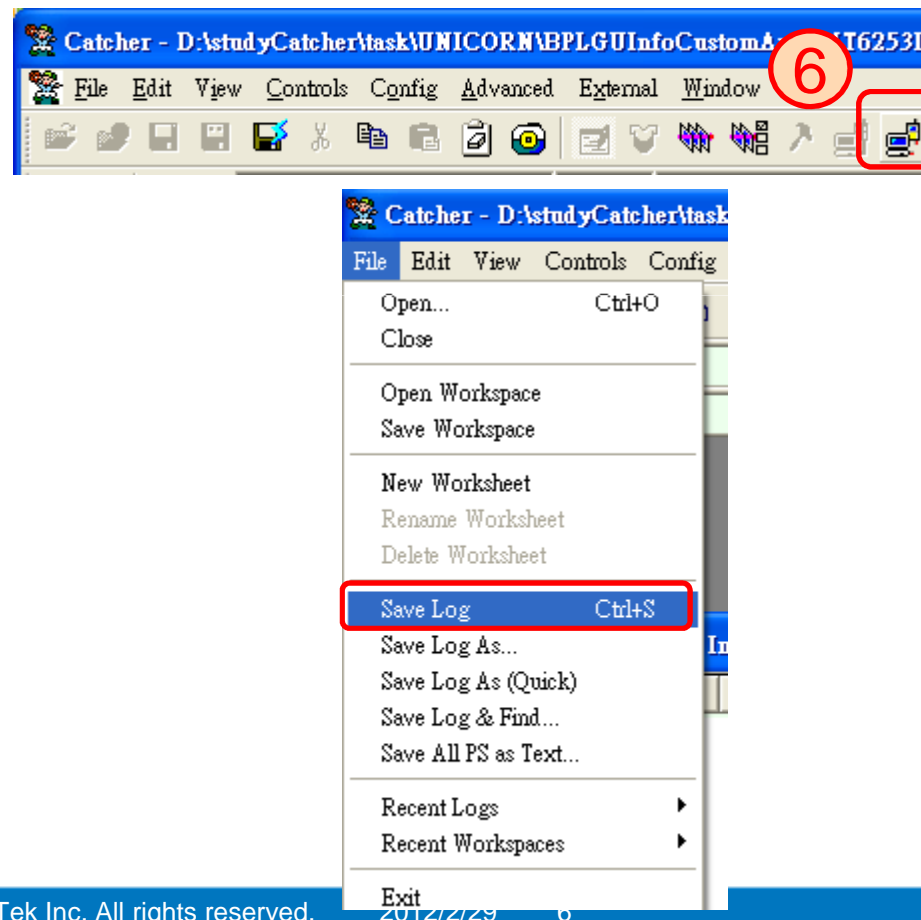 Catcher - D:\studyCatcher\task\UNICORN\BPLGUInfoCustom
6
File Edit View Controls Config Advanced External Window
Catcher - D:\studyCatcher\task
File Edit View Controls Config
Open... Ctrl+O
Close
Open Workspace
Save Workspace
New Worksheet
Rename Worksheet
Delete Worksheet
Save Log Ctrl+S
Save Log As...
Save Log As (Quick)
Save Log & Find...
Save All PS as Text...
Recent Logs
Recent Workspaces
Exit
Tek Inc. All rights reserved. 2012/2/29 6